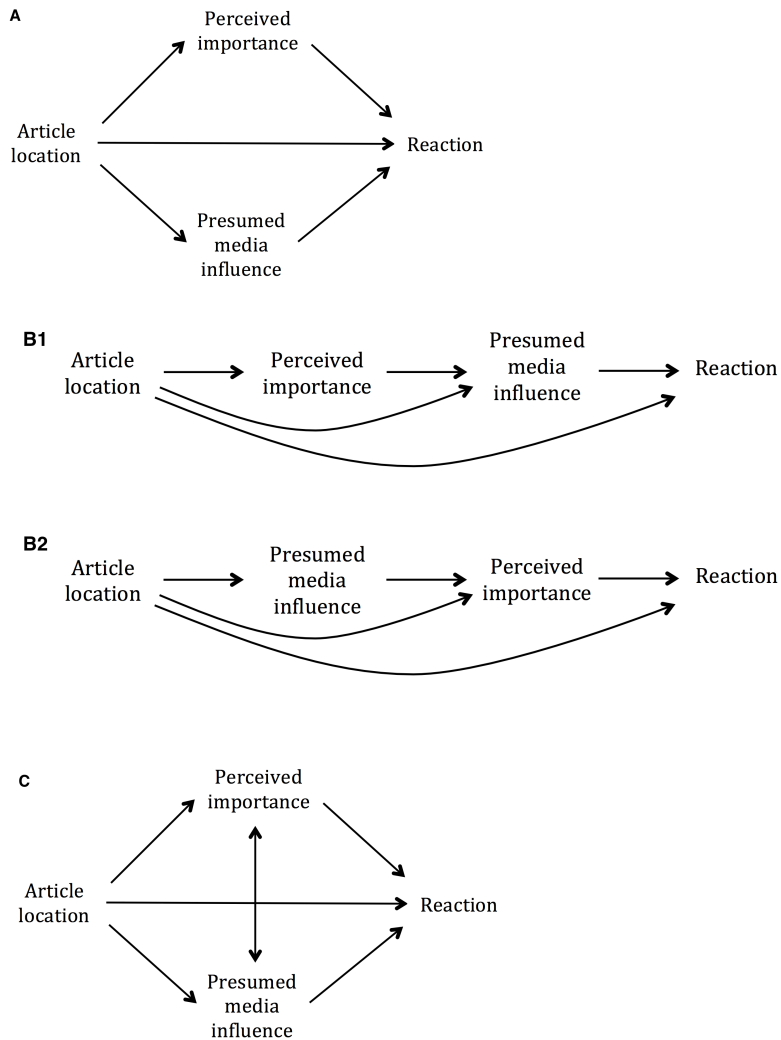 A
Perceived
importance
Article
location
Reaction
Presumed
media
influence
B1
Article
location
Perceived
importance
Presumed
media
influence
Reaction
B2
Article
location
Presumed
media
influence
Perceived
importance
Reaction
C
Perceived
importance
Article
location
Reaction
Presumed
media
influence